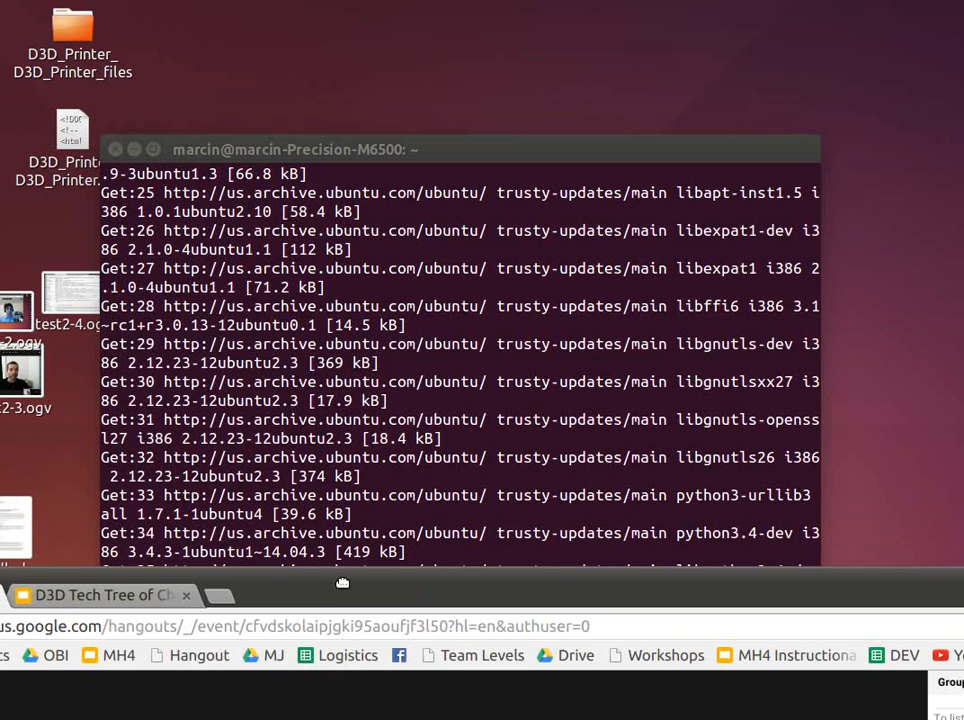 D3D_Printer_
D3D_Printer_files
<!DO(
<!--
<html
D3D_Print
D3D_Printer.
test2-4.og
-2.ogv
2-3.ogv
marcin@marcin-Precision-M6500: ~
.9-3ubuntu1.3 [66.8 kB]
Get:25 http://us.archive.ubuntu.com/ubuntu/ trusty-updates/main libapt-inst1.5 i
386 1.0.1ubuntu2.10 [58.4 kB]
Get:26 http://us.archive.ubuntu.com/ubuntu/ trusty-updates/main libexpat1-dev i3
86 2.1.0-4ubuntu1.1 [112 kB]
Get:27 http://us.archive.ubuntu.com/ubuntu/ trusty-updates/main libexpat1 i386 2
.1.0-4ubuntu1.1 [71.2 kB]
Get:28 http://us.archive.ubuntu.com/ubuntu/ trusty-updates/main libffi6 i386 3.1
~rc1+r3.0.13-12ubuntu0.1 [14.5 kB]
Get:29 http://us.archive.ubuntu.com/ubuntu/ trusty-updates/main libgnutls-dev i3
86 2.12.23-12ubuntu2.3 [369 kB]
Get:30 http://us.archive.ubuntu.com/ubuntu/ trusty-updates/main libgnutlsxx27 i3
86 2.12.23-12ubuntu2.3 [17.9 kB]
Get:31 http://us.archive.ubuntu.com/ubuntu/ trusty-updates/main libgnutls-openss
l27 i386 2.12.23-12ubuntu2.3 [18.4 kB]
Get:32 http://us.archive.ubuntu.com/ubuntu/ trusty-updates/main libgnutls26 i386
2.12.23-12ubuntu2.3 [374 kB]
Get:33 http://us.archive.ubuntu.com/ubuntu/ trusty-updates/main python3-urllib3
all 1.7.1-1ubuntu4 [39.6 kB]
Get:34 http://us.archive.ubuntu.com/ubuntu/ trusty-updates/main python3.4-dev i3
86 3.4.3-1ubuntu1~14.04.3 [419 kB]
D3D Tech Tree of Ch
us.google.com/hangouts/_/event/cfvdskolaipjgki95aoufjf3l50?hl=en&authuser=0
cs OBI MH4 Hangout MJ Logistics Team Levels Drive Workshops MH4 Instructiona DEV Yo
Group
To list